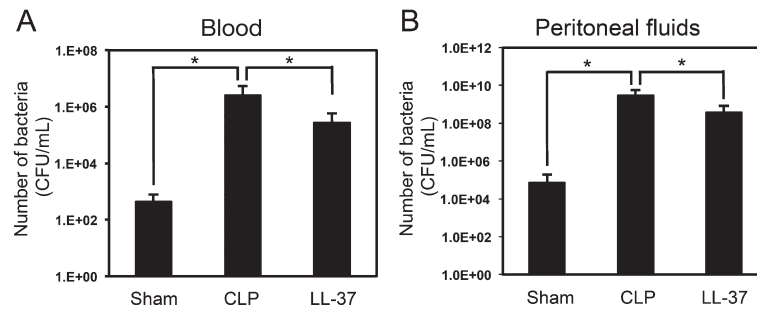 A
Blood
Number of bacteria
(CFU/mL)
1.E+08
1.E+06
1.E+04
1.E+02
1.E+00
*
*
Sham
CLP
LL-37
B
Peritoneal fluids
Number of bacteria
(CFU/mL)
1.0E+12
1.0E+10
1.0E+08
1.0E+06
1.0E+04
1.0E+02
1.0E+00
*
*
Sham
CLP
LL-37